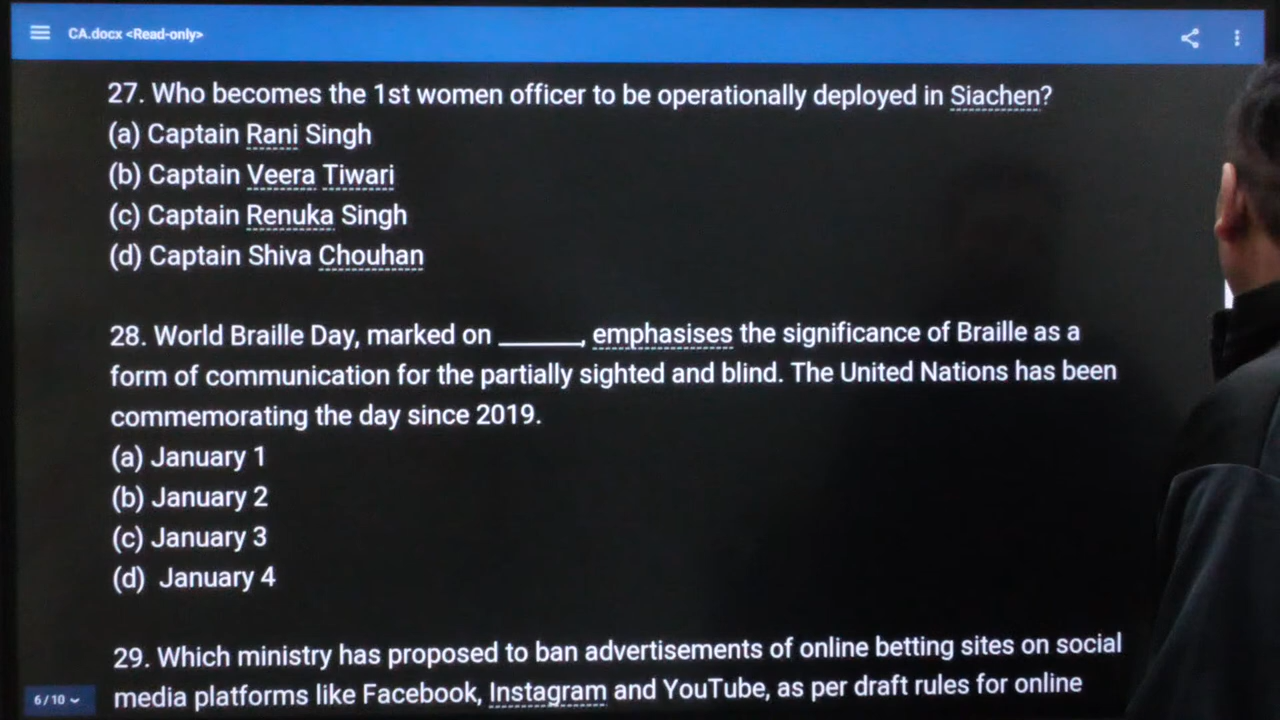 CA.docx <Read-only>
27. Who becomes the 1st women officer to be operationally deployed in Siachen?
(a) Captain Rani Singh
(b) Captain Veera Tiwari
(c) Captain Renuka Singh
(d) Captain Shiva Chouhan
28. World Braille Day, marked on ______, emphasises the significance of Braille as a
form of communication for the partially sighted and blind. The United Nations has been
commemorating the day since 2019.
(a) January 1
(b) January 2
(c) January 3
(d) January 4
29. Which ministry has proposed to ban advertisements of online betting sites on social
media platforms like Facebook, Instagram and YouTube, as per draft rules for online
6/10